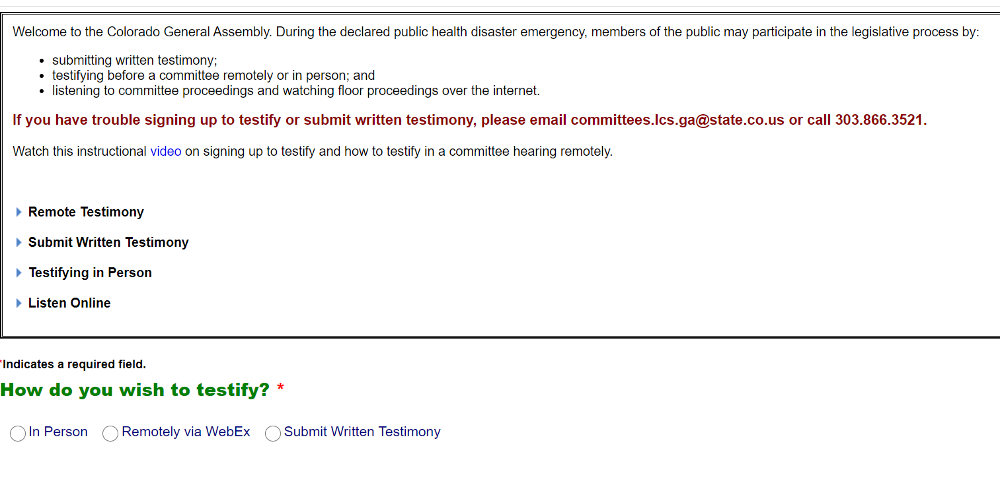 Welcome to the Colorado General Assembly. During the declared public health disaster emergency, members of the public may participate in the legislative process by:
• submitting written testimony;
• testifying before a committee remotely or in person; and
• listening to committee proceedings and watching floor proceedings over the internet.
If you have trouble signing up to testify or submit written testimony, please email committees.lcs.ga@state.co.us or call 303.866.3521.
Watch this instructional video on signing up to testify and how to testify in a committee hearing remotely.
Remote Testimony
Submit Written Testimony
Testifying in Person
Listen Online
*Indicates a required field.
How do you wish to testify? *
In Person Remotely via WebEx Submit Written Testimony